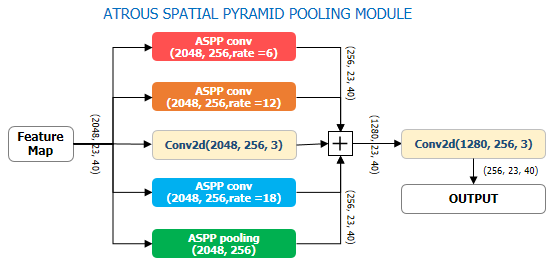 ATROUS SPATIAL PYRAMID POOLING MODULE
Feature
Map
(2048, 23, 40)
ASPP conv
(2048, 256,rate =6)
ASPP conv
(2048, 256,rate =12)
Conv2d(2048, 256, 3)
ASPP conv
(2048, 256,rate =18)
ASPP pooling
(2048, 256)
(256, 23, 40)
(256, 23, 40)
+
(1280, 23, 40)
Conv2d(1280, 256, 3)
(256, 23, 40)
OUTPUT